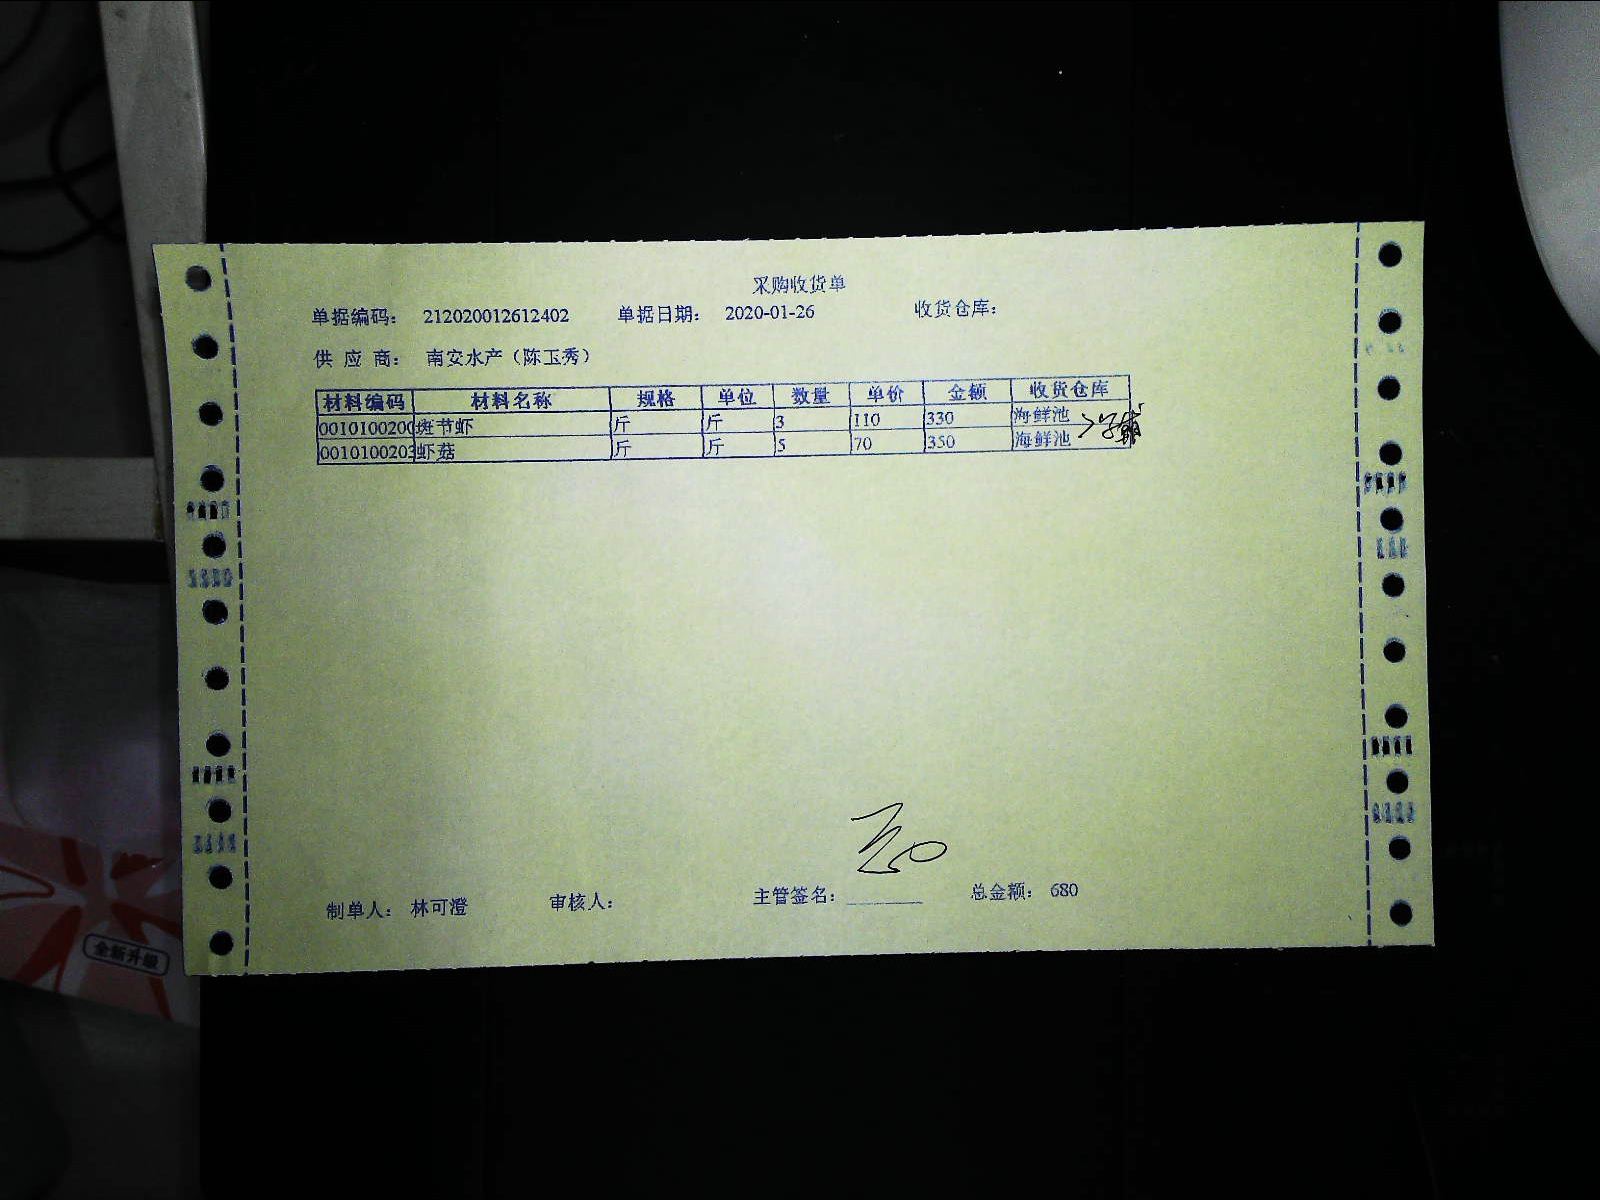 采购收货单
单据编码： 212020012612402 单据日期： 2020-01-26 收货仓库：
供 应 商： 南安水产（陈玉秀）
材料编码 材料名称 规格 单位 数量 单价 金额 收货仓库
0010100200 斑节虾 斤 斤 3 110 330 海鲜池
0010100203 虾菇 斤 斤 5 70 350 海鲜池
制单人： 林可澄 审核人： 主管签名： 总金额： 680
全新升级